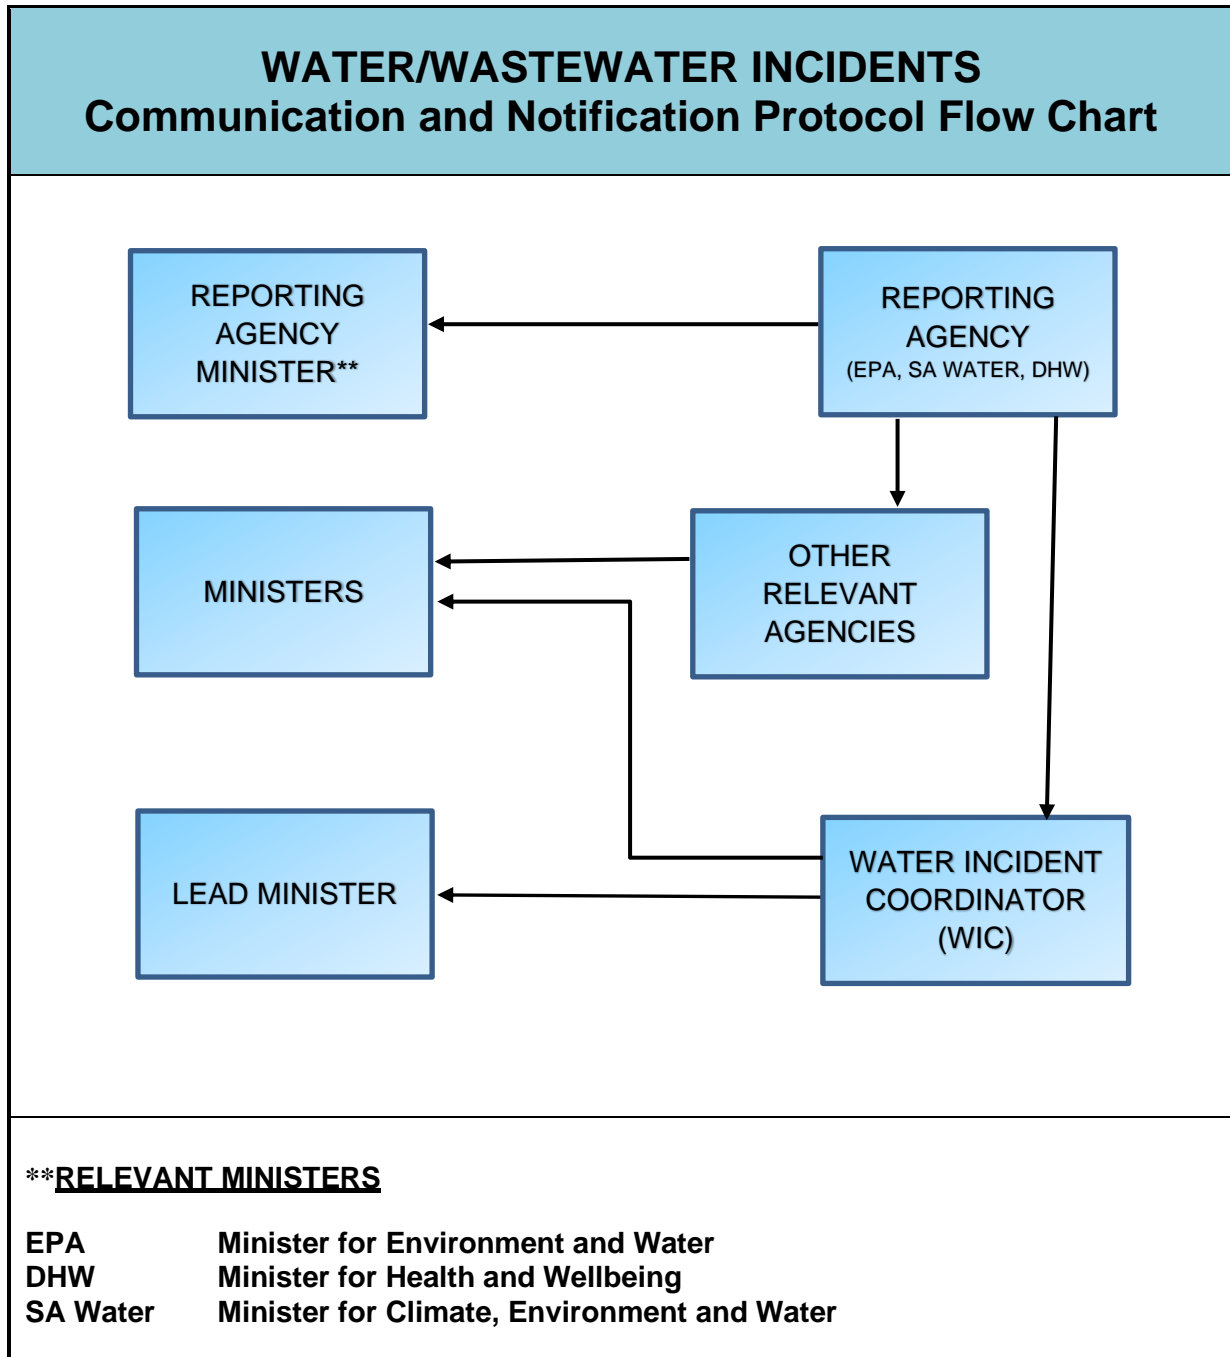 WATER/WASTEWATER INCIDENTS
Communication and Notification Protocol Flow Chart
REPORTING
AGENCY
MINISTER**
REPORTING
AGENCY
(EPA, SA WATER, DHW)
MINISTERS
OTHER
RELEVANT
AGENCIES
LEAD MINISTER
WATER INCIDENT
COORDINATOR
(WIC)
**RELEVANT MINISTERS
EPA Minister for Environment and Water
DHW Minister for Health and Wellbeing
SA Water Minister for Climate, Environment and Water